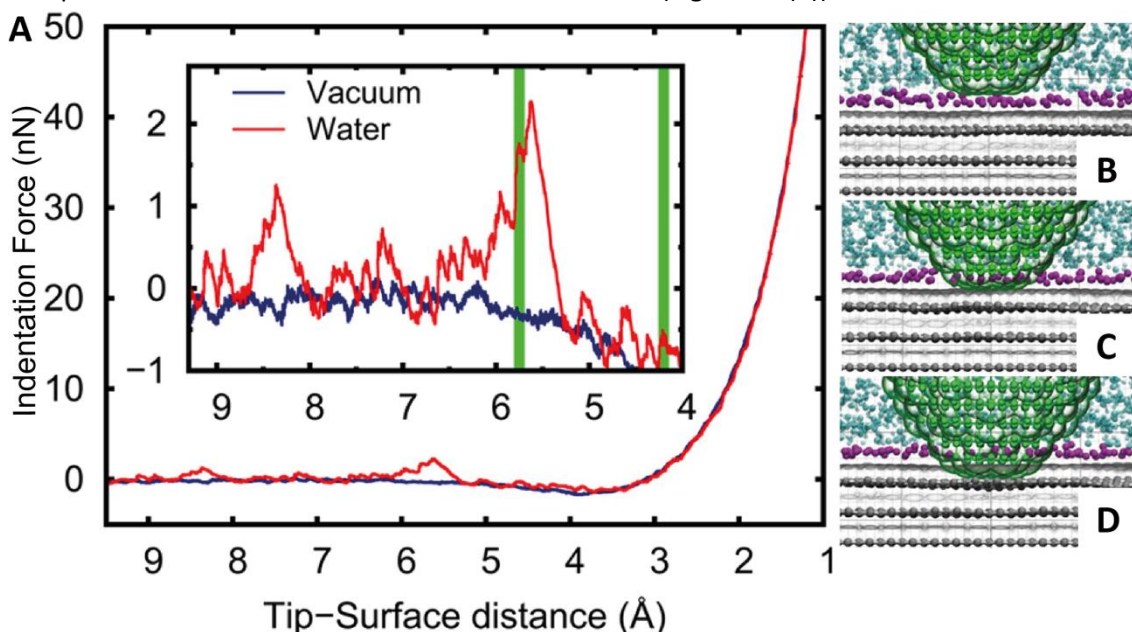 A
50
40
30
20
10
0
Indentation Force (nN)
Vacuum
Water
2
1
0
−1
9 8 7 6 5 4
9 8 7 6 5 4 3 2 1
Tip−Surface distance (Å)
B
C
D